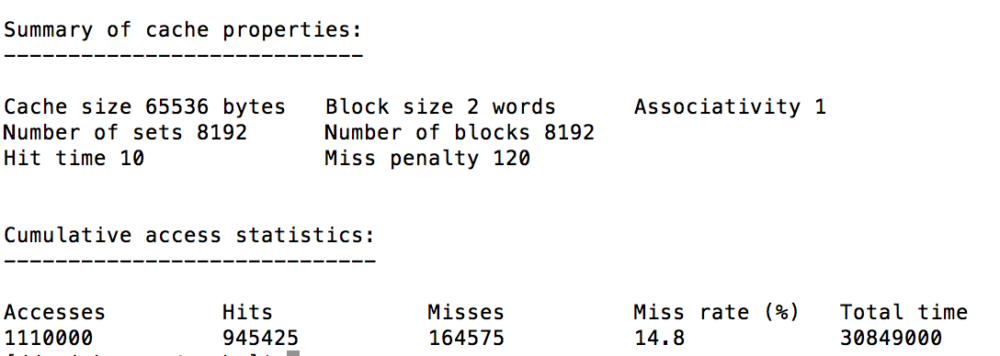 Summary of cache properties:
----------------------------
Cache size 65536 bytes Block size 2 words Associativity 1
Number of sets 8192 Number of blocks 8192
Hit time 10 Miss penalty 120
Cumulative access statistics:
-----------------------------
Accesses Hits Misses Miss rate (%) Total time
1110000 945425 164575 14.8 30849000